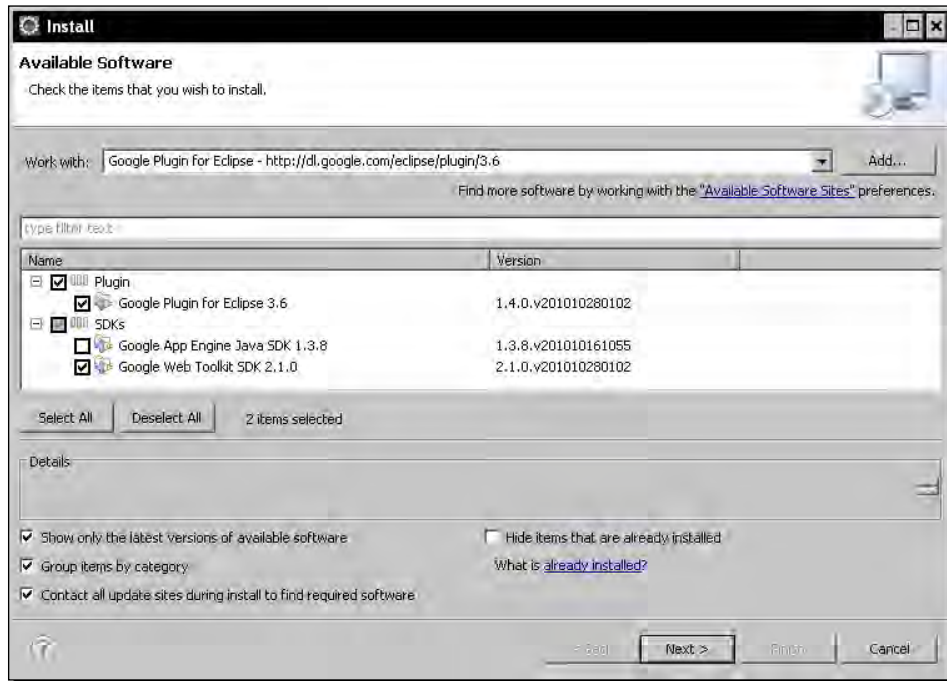 Install
Available Software
Check the items that you wish to install.
Work with: Google Plugin for Eclipse - http://dl.google.com/eclipse/plugin/3.6 Add...
Find more software by working with the "Available Software Sites" preferences.
type filter text
Name Version
Plugin
Google Plugin for Eclipse 3.6 1.4.0.v201010280102
SDKs
Google App Engine Java SDK 1.3.8 1.3.8.v201010161055
Google Web Toolkit SDK 2.1.0 2.1.0.v201010280102
Select All Deselect All 2 items selected
Details
Show only the latest versions of available software Hide items that are already installed
Group items by category What is already installed?
Contact all update sites during install to find required software
? < Back Next > Finish Cancel